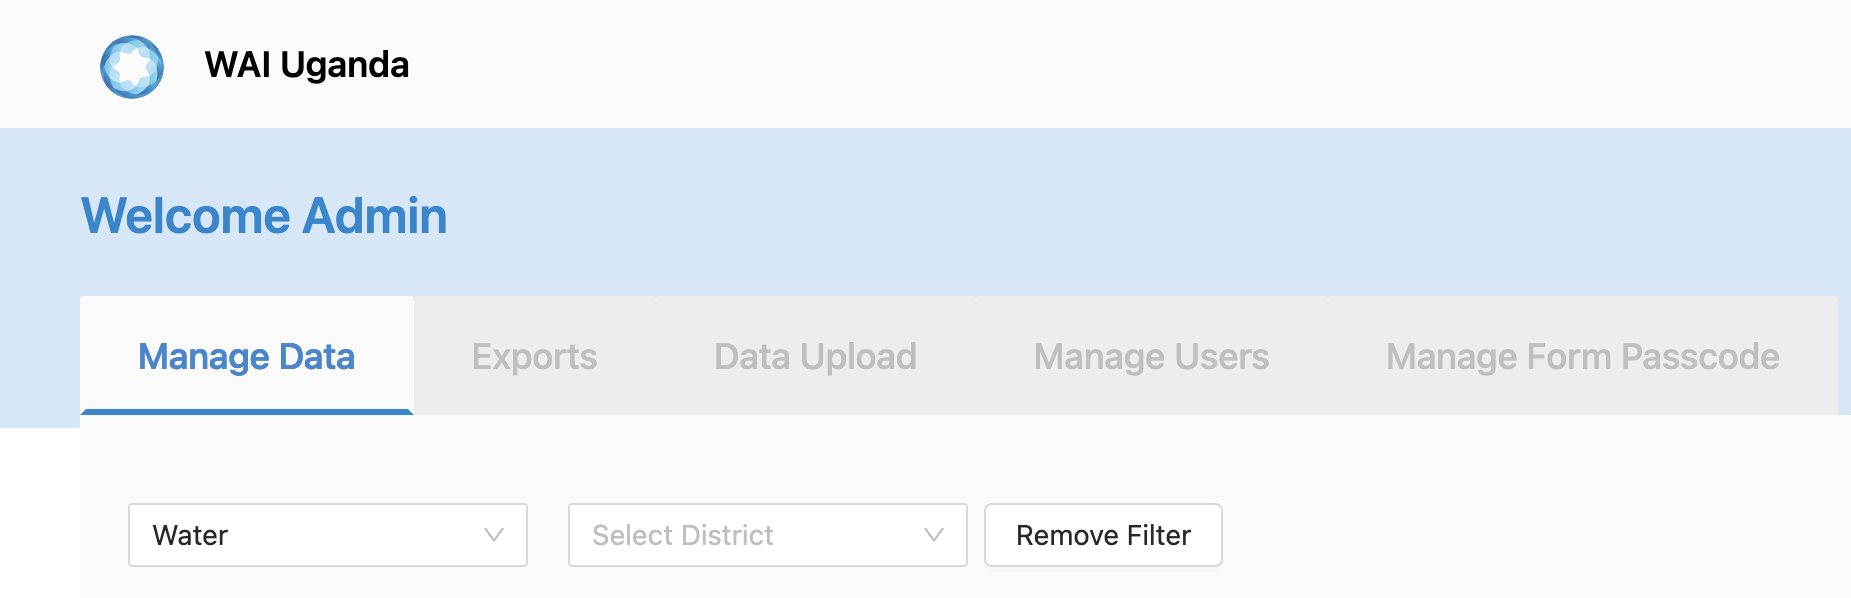 WAI Uganda
Welcome Admin
Manage Data Exports Data Upload Manage Users Manage Form Passcode
Water Select District Remove Filter